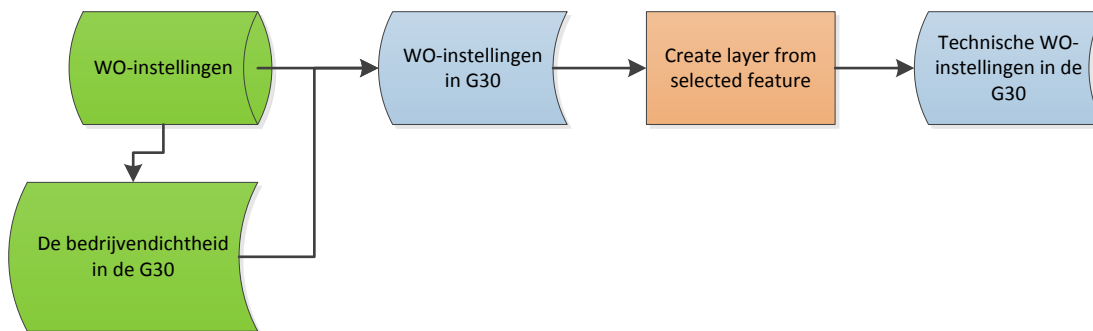 WO-instellingen
WO-instellingen
in G30
Create layer from
selected feature
Technische WO-
instellingen in de
G30
De bedrijvendichtheid
in de G30